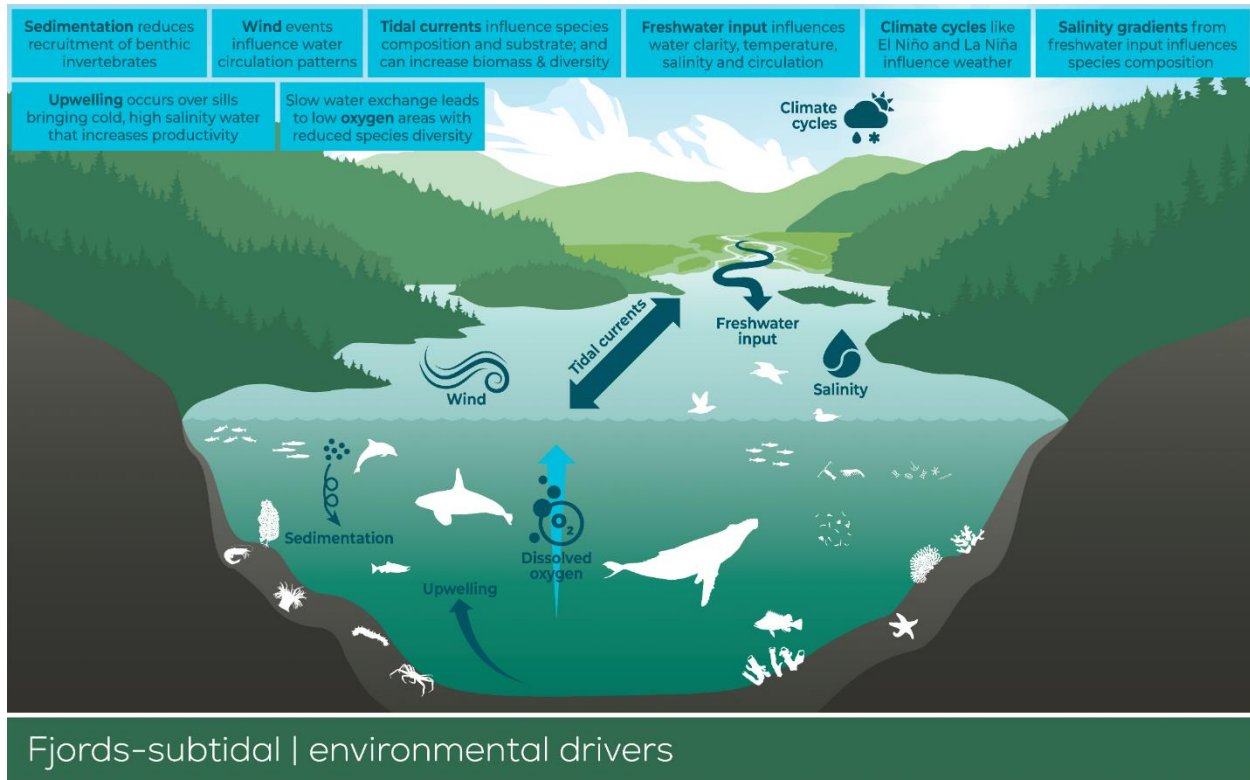 Sedimentation reduces
recruitment of benthic
invertebrates
Wind events
influence water
circulation patterns
Tidal currents influence species
composition and substrate; and
can increase biomass & diversity
Freshwater input influences
water clarity, temperature,
salinity and circulation
Climate cycles like
El Niño and La Niña
influence weather
Salinity gradients from
freshwater input influences
species composition
Upwelling occurs over sills
bringing cold, high salinity water
that increases productivity
Slow water exchange leads
to low oxygen areas with
reduced species diversity
Climate
cycles
Tidal currents
Freshwater
input
Wind
Salinity
Sedimentation
O2
Dissolved
oxygen
Upwelling
Fjords-subtidal | environmental drivers